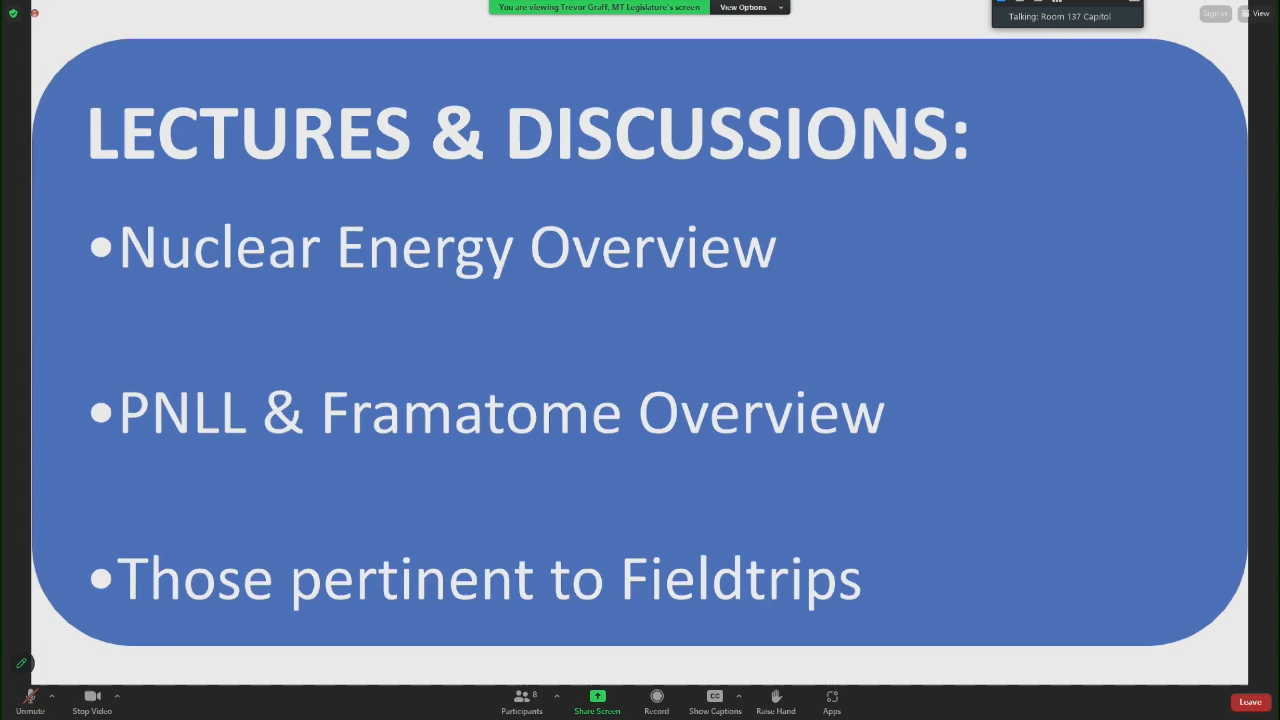 You are viewing Trevor Graff, MT Legislature's screen
View Options
Talking: Room 137 Capitol
Sign in
View
LECTURES & DISCUSSIONS:
•Nuclear Energy Overview
•PNLL & Framatome Overview
•Those pertinent to Fieldtrips
Unmute
Stop Video
Participants
8
Share Screen
Record
CC
Show Captions
Raise Hand
Apps
Leave